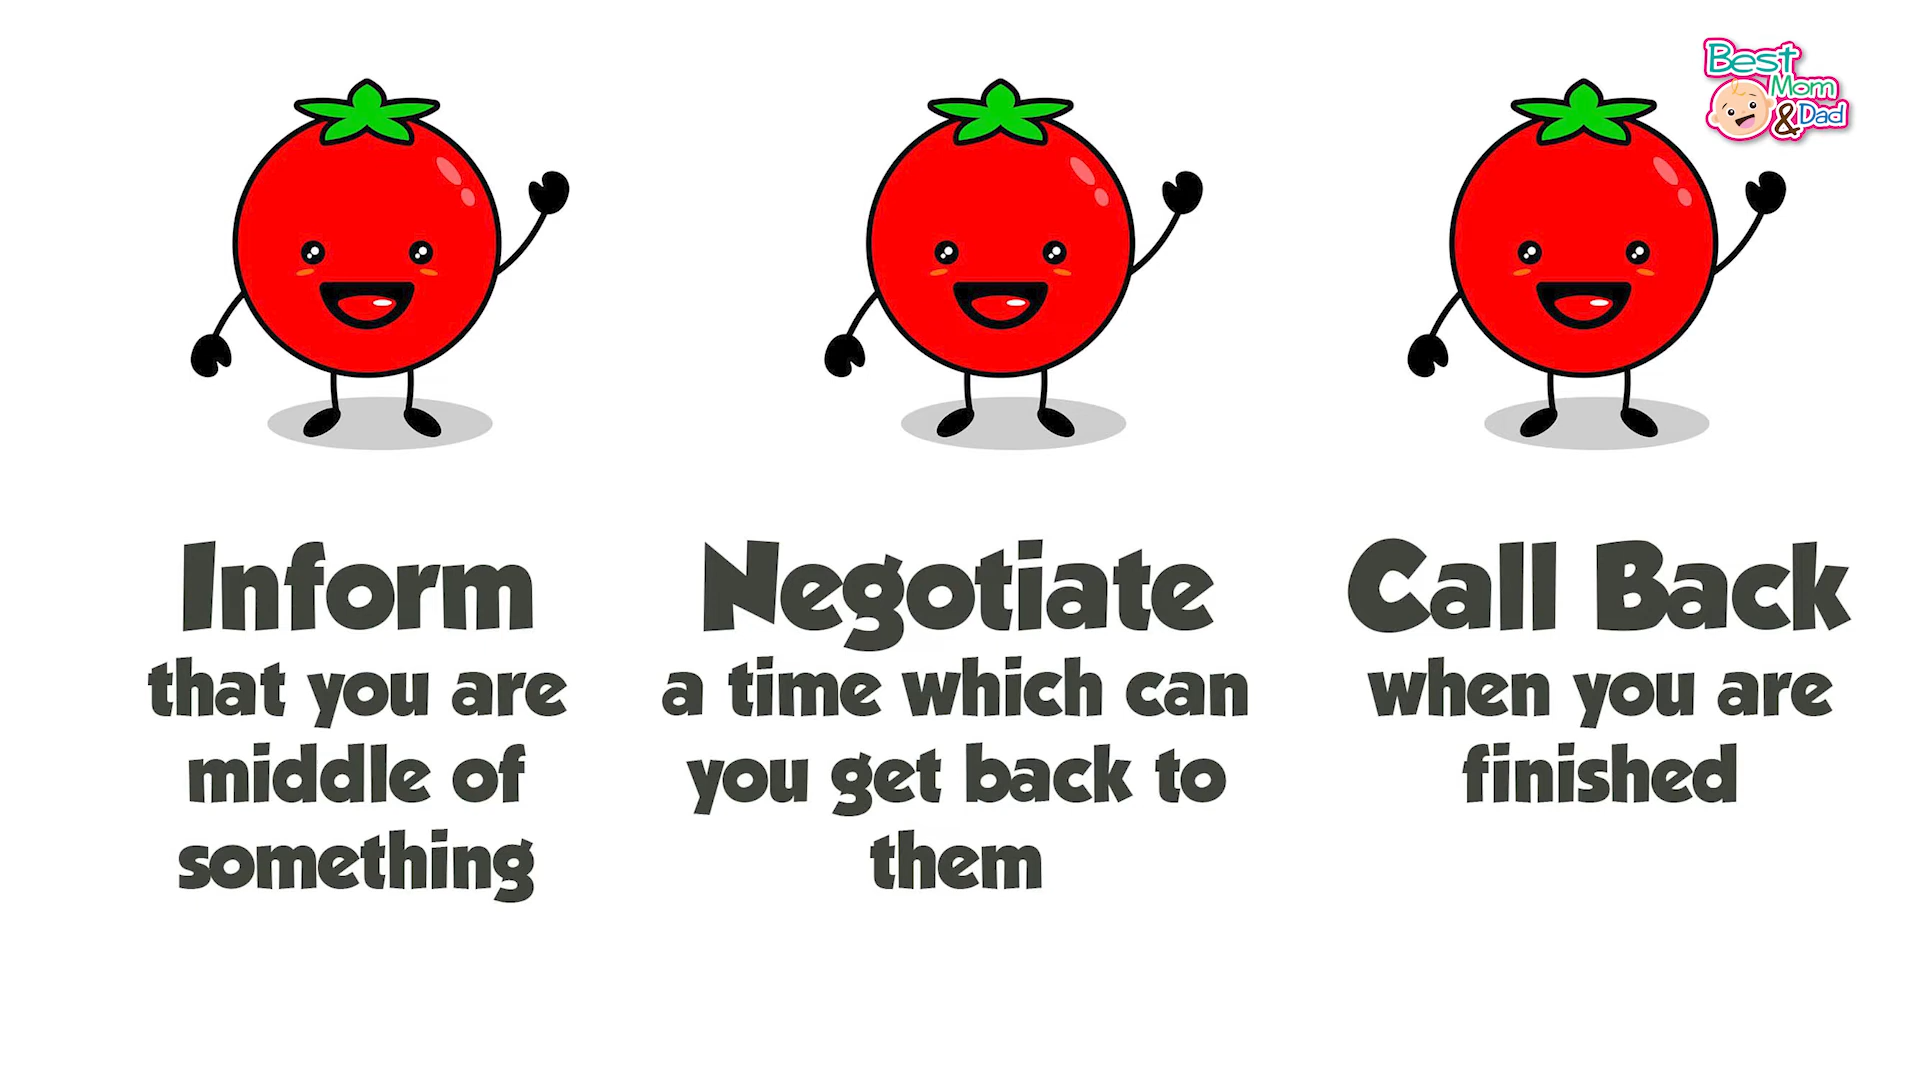 Best
Mom
& Dad
Inform
that you are
middle of
something
Negotiate
a time which can
you get back to
them
Call Back
when you are
finished